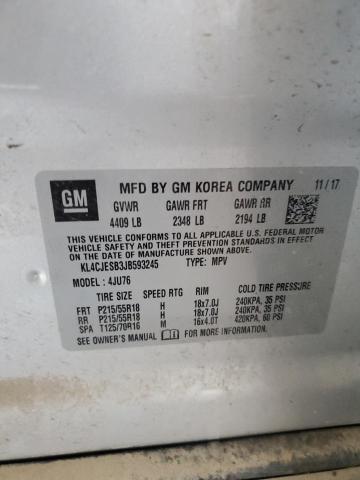 GM
MFD BY GM KOREA COMPANY 11/17
GVWR GAWR FRT GAWR RR
4409 LB 2348 LB 2194 LB
THIS VEHICLE CONFORMS TO ALL APPLICABLE U.S. FEDERAL MOTOR
VEHICLE SAFETY AND THEFT PREVENTION STANDARDS IN EFFECT
ON THE DATE OF MANUFACTURE SHOWN ABOVE.
KL4CJESB3JB593245 TYPE: MPV
MODEL: 4JU76
TIRE SIZE SPEED RTG RIM COLD TIRE PRESSURE
FRT P215/55R18 H 18x7.0J 240KPA, 35 PSI
RR P215/55R18 H 18x7.0J 240KPA, 35 PSI
SPA T125/70R16 M 16x4.0T 420KPA, 60 PSI
SEE OWNER'S MANUAL FOR MORE INFORMATION.